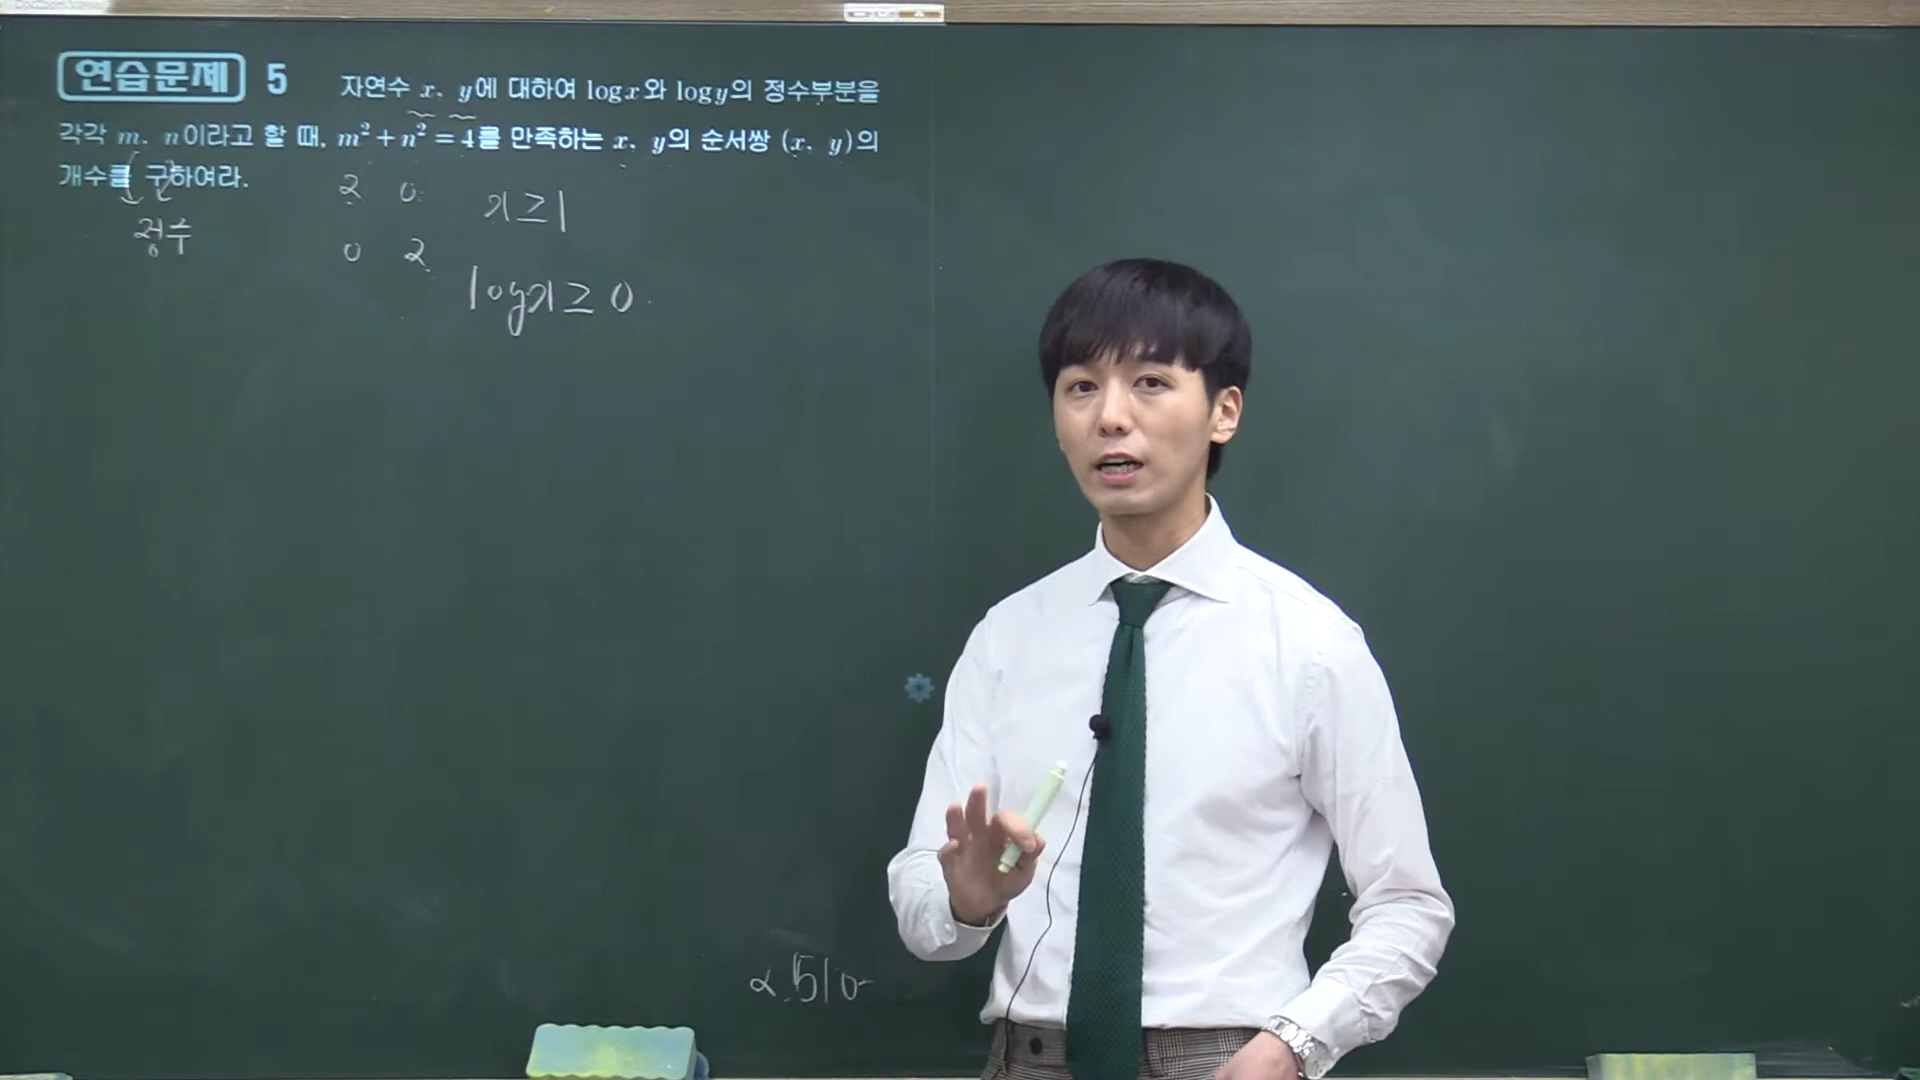 연습문제 5 자연수 x, y에 대하여 log x와 log y의 정수부분을
각각 m, n이라고 할 때, m² + n² = 4를 만족하는 x, y의 순서쌍 (x, y)의
개수를 구하여라.
정수
2 0
0 2
x ≥ 1
log x ≥ 0